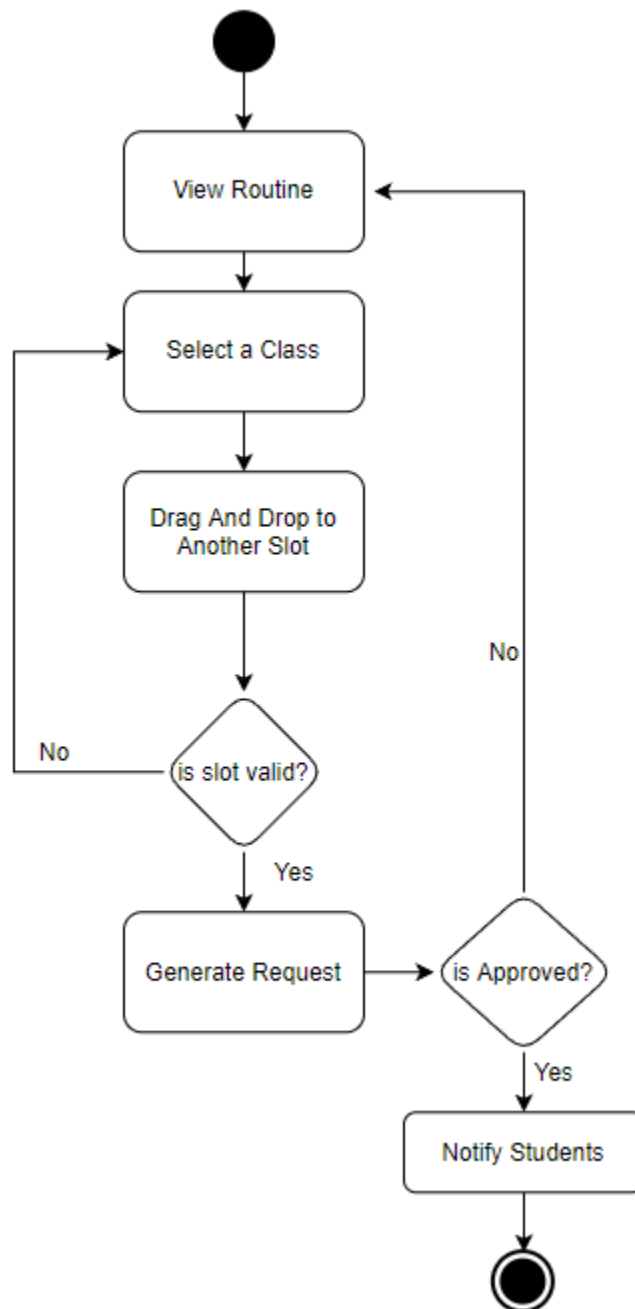 View Routine
Select a Class
Drag And Drop to
Another Slot
No
No
is slot valid?
Yes
Generate Request
is Approved?
Yes
Notify Students